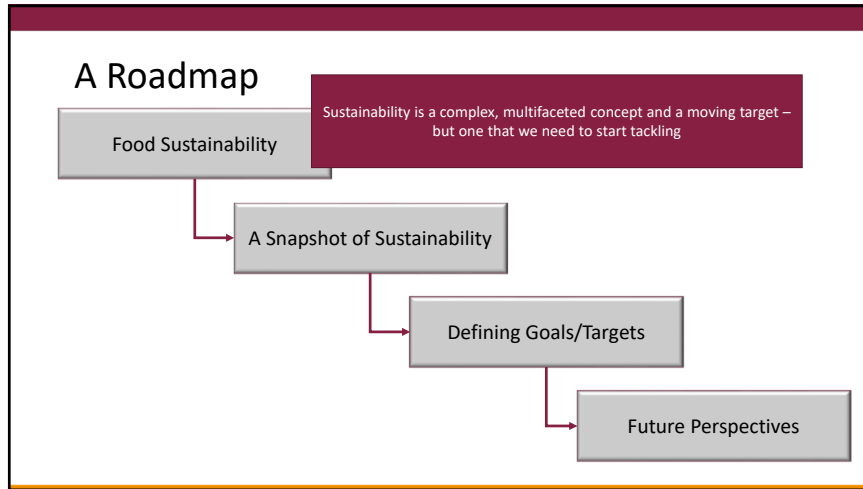 A Roadmap
Sustainability is a complex, multifaceted concept and a moving target –
but one that we need to start tackling
Food Sustainability
A Snapshot of Sustainability
Defining Goals/Targets
Future Perspectives